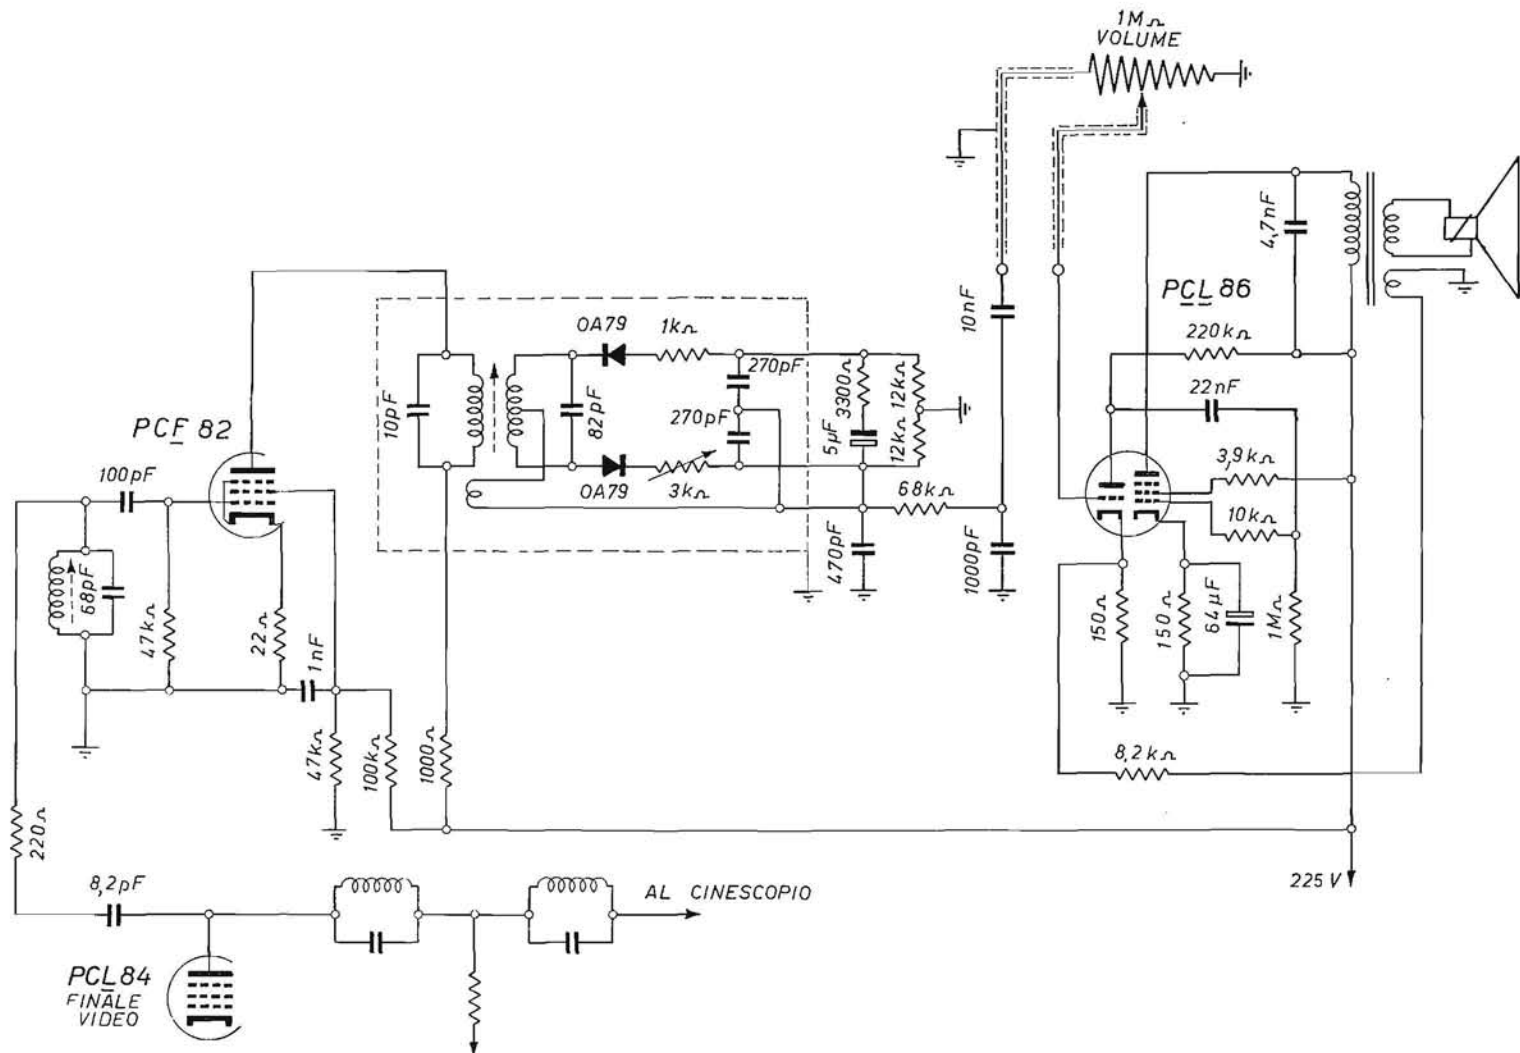 1MΩ
VOLUME
4,7nF
PCL 86
10nF
220kΩ
22nF
OA79
1kΩ
270pF
3300Ω
12kΩ
10pF
82pF
270pF
5µF
12kΩ
OA79
3kΩ
PCF 82
100pF
68kΩ
3,9kΩ
10kΩ
68pF
47kΩ
22Ω
1nF
470pF
1000pF
150Ω
150Ω
64µF
1MΩ
47kΩ
100kΩ
1000Ω
8,2kΩ
220Ω
8,2pF
AL CINESCOPIO
225V
PCL84
FINALE
VIDEO